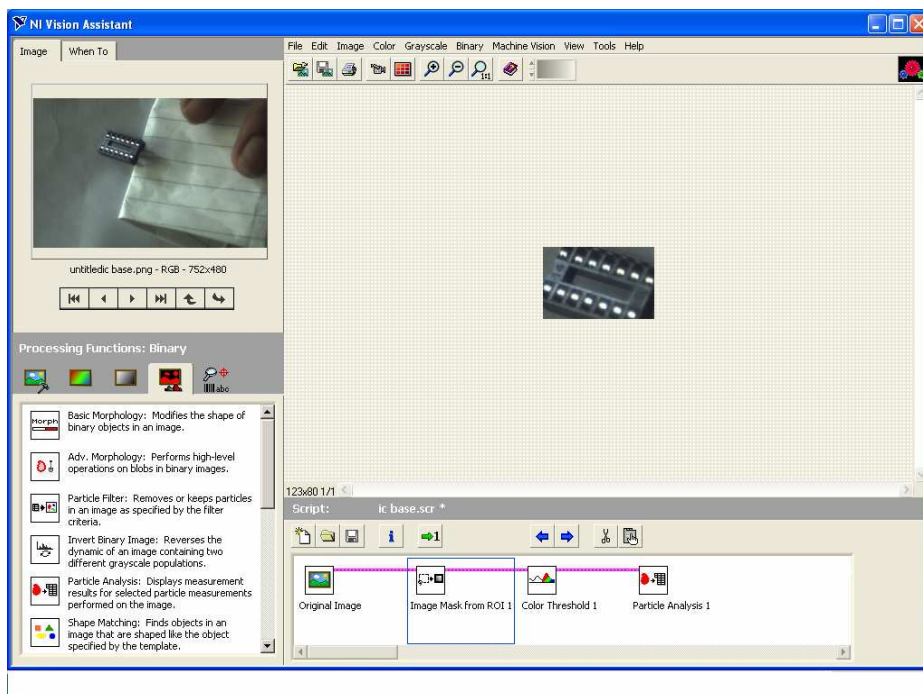 NI Vision Assistant
Image
When To
File Edit Image Color Grayscale Binary Machine Vision View Tools Help
1:1
untitledic base.png - RGB - 752x480
Processing Functions: Binary
abc
Morph
Basic Morphology: Modifies the shape of
binary objects in an image.
Adv. Morphology: Performs high-level
operations on blobs in binary images.
Particle Filter: Removes or keeps particles
in an image as specified by the filter
criteria.
Invert Binary Image: Reverses the
dynamic of an image containing two
different grayscale populations.
Particle Analysis: Displays measurement
results for selected particle measurements
performed on the image.
Shape Matching: Finds objects in an
image that are shaped like the object
specified by the template.
123x80 1/1
Script: ic base.scr *
i
1
Original Image
Image Mask from ROI 1
Color Threshold 1
Particle Analysis 1